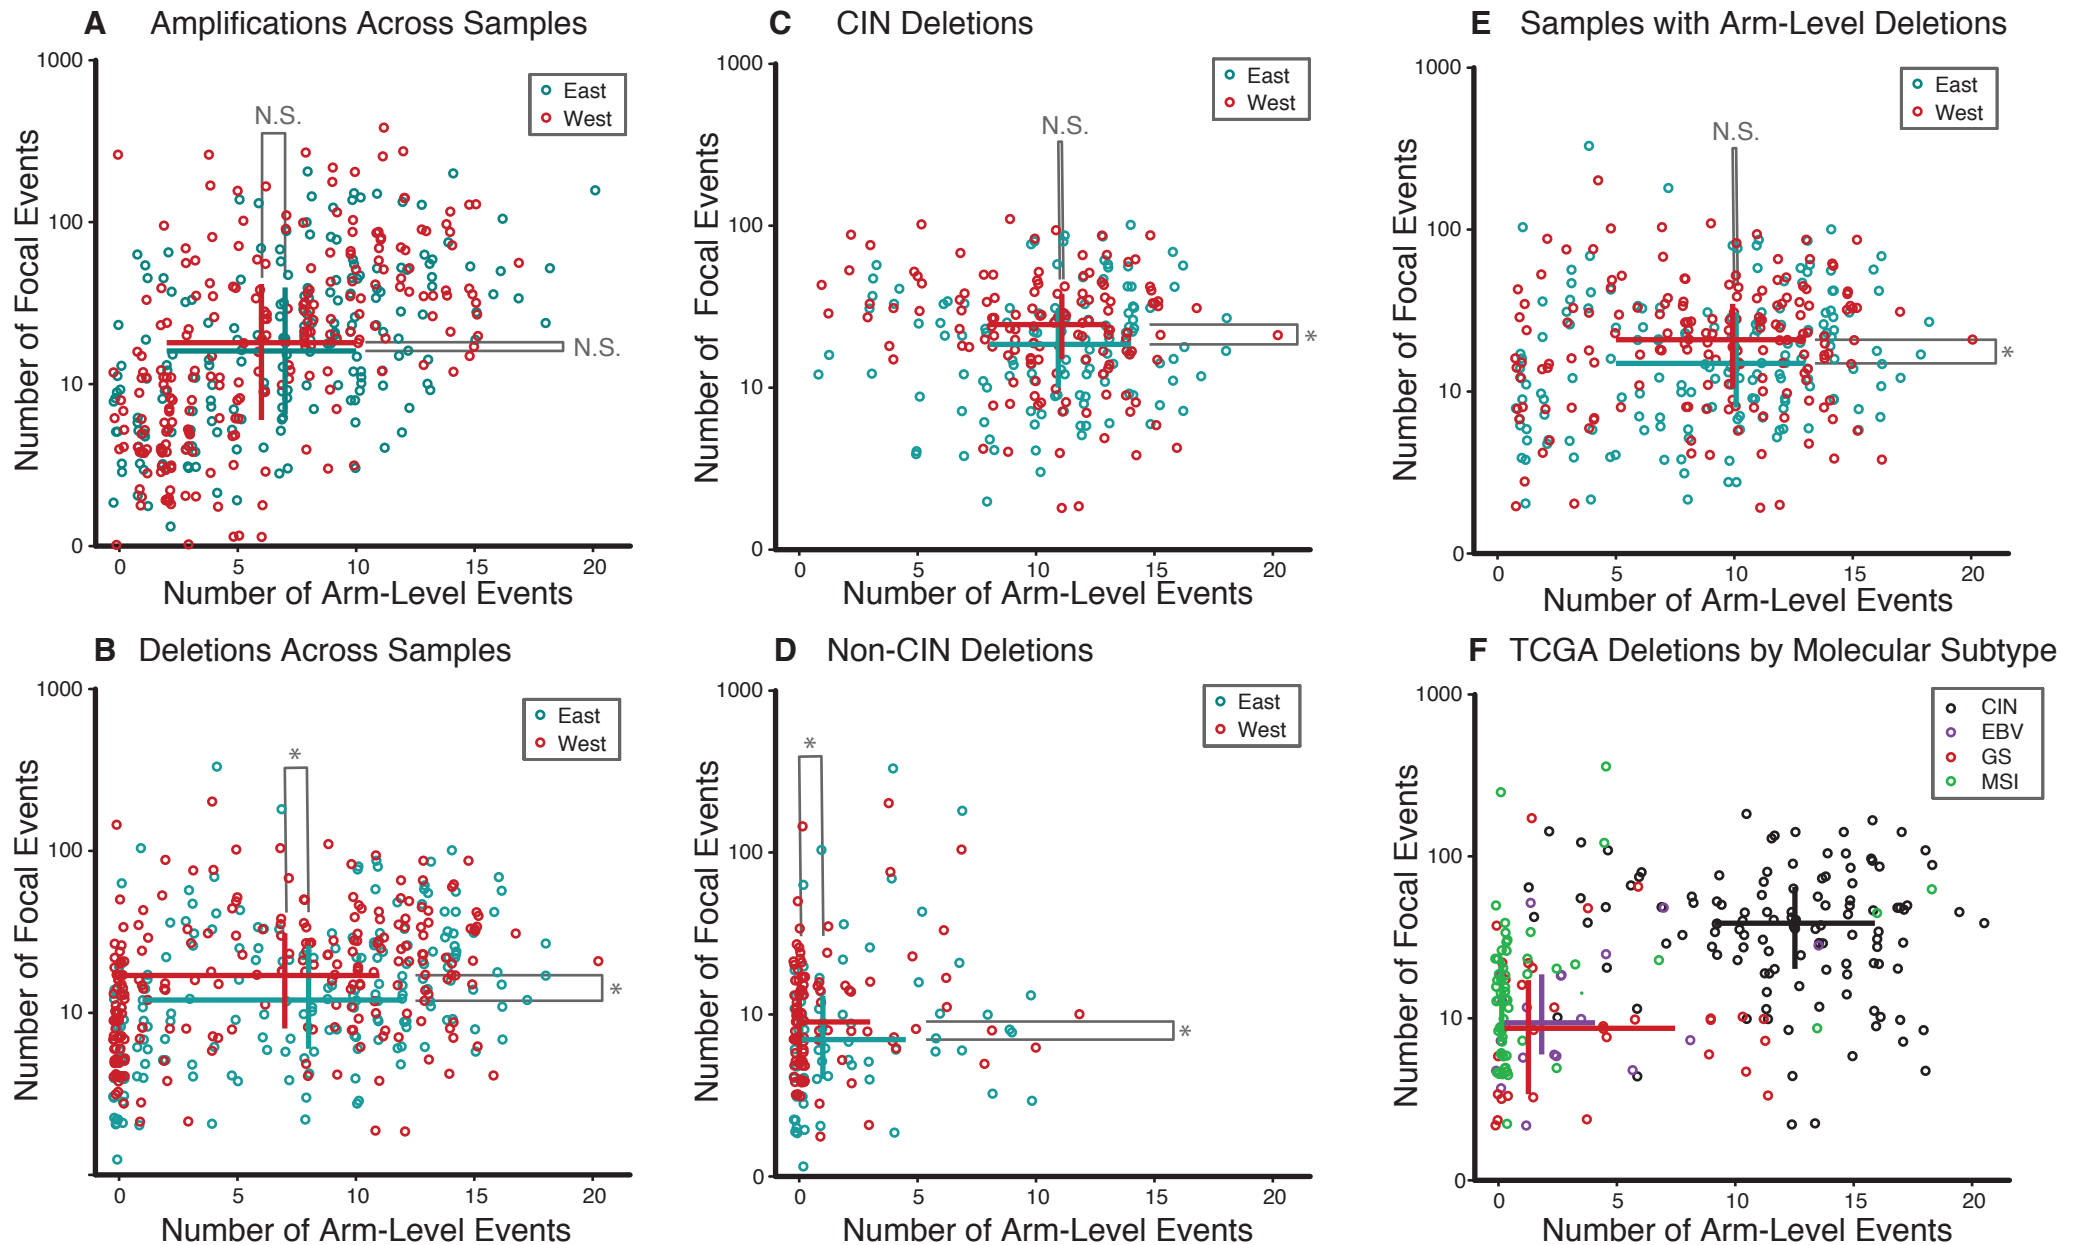 A Amplifications Across Samples
1000
100
10
0
Number of Focal Events
N.S.
East
West
N.S.
0 5 10 15 20
Number of Arm-Level Events
C CIN Deletions
1000
100
10
0
Number of Focal Events
N.S.
East
West
*
0 5 10 15 20
Number of Arm-Level Events
E Samples with Arm-Level Deletions
1000
100
10
0
Number of Focal Events
N.S.
East
West
*
0 5 10 15 20
Number of Arm-Level Events
B Deletions Across Samples
1000
100
10
Number of Focal Events
*
East
West
*
0 5 10 15 20
Number of Arm-Level Events
D Non-CIN Deletions
1000
100
10
0
Number of Focal Events
*
East
West
*
0 5 10 15 20
Number of Arm-Level Events
F TCGA Deletions by Molecular Subtype
1000
100
10
0
Number of Focal Events
CIN
EBV
GS
MSI
0 5 10 15 20
Number of Arm-Level Events